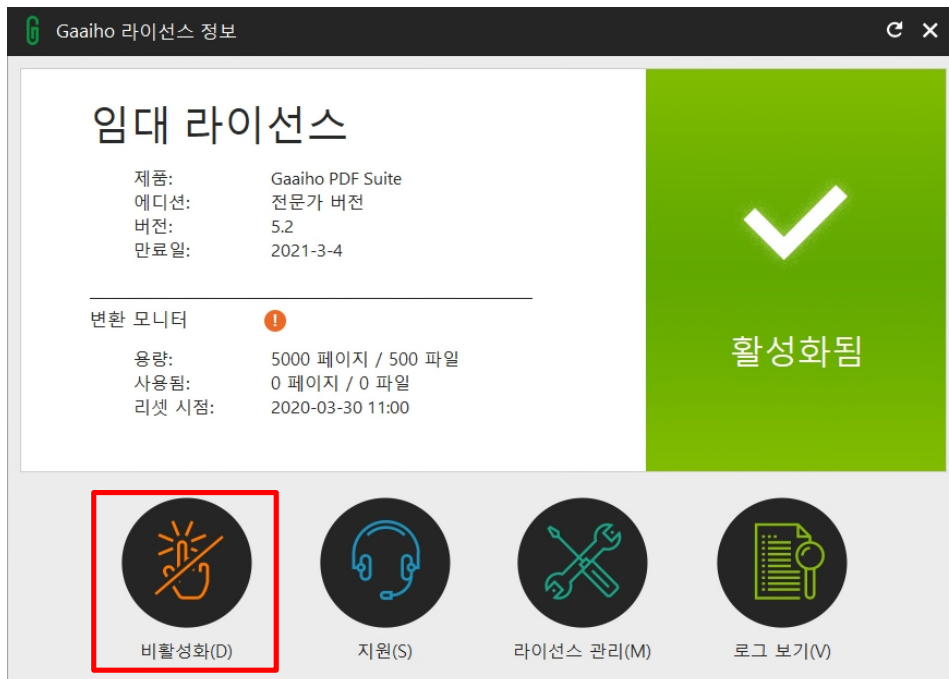 Gaaiho 라이선스 정보
임대 라이선스
제품: Gaaiho PDF Suite
에디션: 전문가 버전
버전: 5.2
만료일: 2021-3-4
변환 모니터
용량: 5000 페이지 / 500 파일
사용됨: 0 페이지 / 0 파일
리셋 시점: 2020-03-30 11:00
활성화됨
비활성화(D)
지원(S)
라이선스 관리(M)
로그 보기(V)